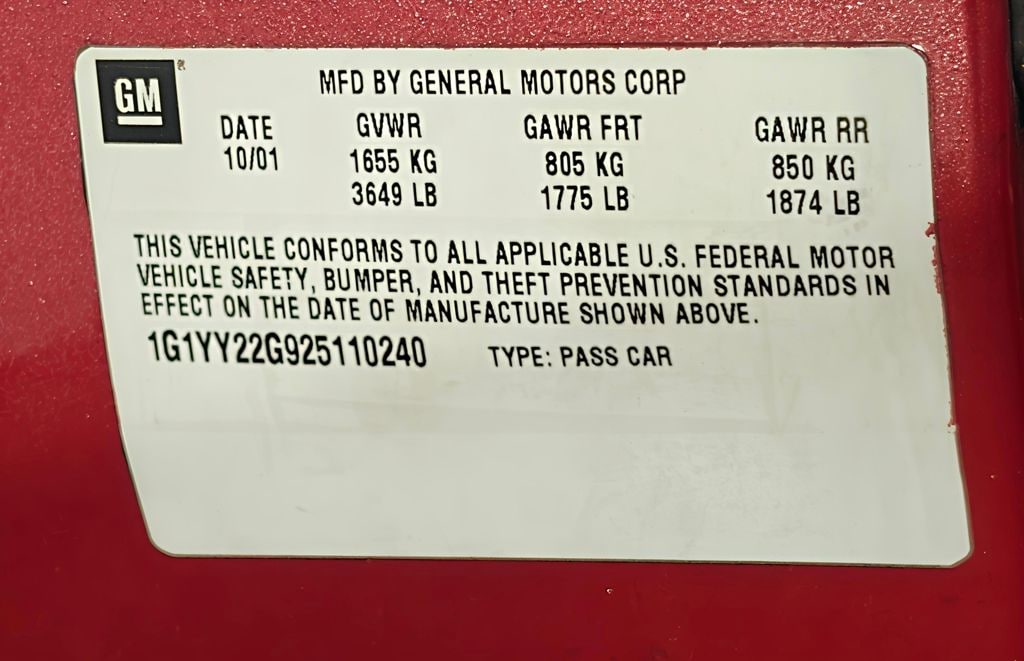 GM®
MFD BY GENERAL MOTORS CORP
DATE GVWR GAWR FRT GAWR RR
10/01 1655 KG 805 KG 850 KG
3649 LB 1775 LB 1874 LB
THIS VEHICLE CONFORMS TO ALL APPLICABLE U.S. FEDERAL MOTOR
VEHICLE SAFETY, BUMPER, AND THEFT PREVENTION STANDARDS IN
EFFECT ON THE DATE OF MANUFACTURE SHOWN ABOVE.
1G1YY22G925110240 TYPE: PASS CAR